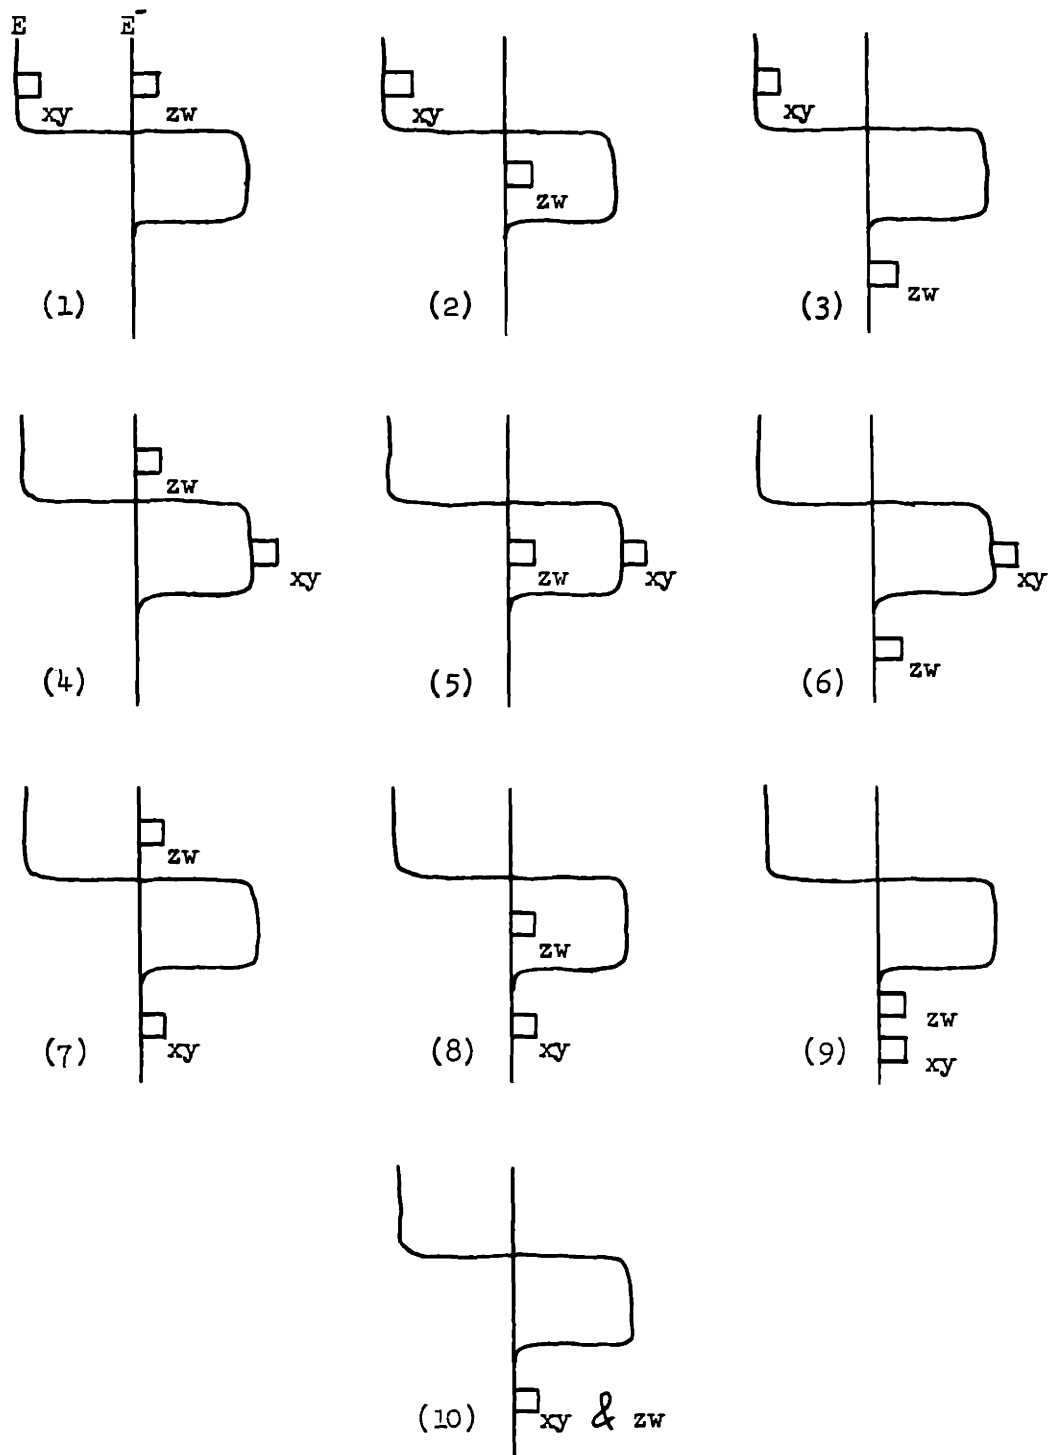 E E⁻
xy zw xy xy
zw
(1) (2) (3) zw
zw
xy zw xy xy
(4) (5) (6) zw
zw
zw
(7) xy (8) xy (9) zw
xy
(10) xy & zw